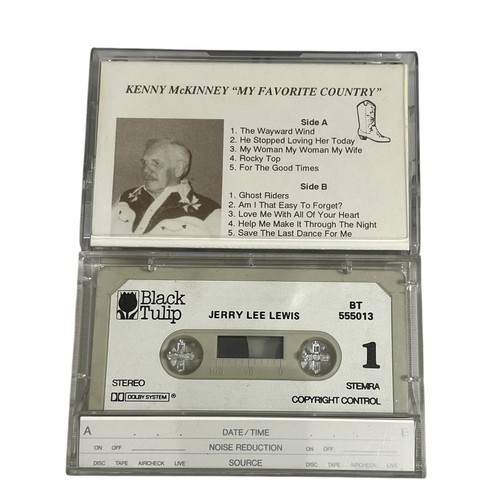 KENNY McKINNEY "MY FAVORITE COUNTRY"
Side A
1. The Wayward Wind
2. He Stopped Loving Her Today
3. My Woman My Woman My Wife
4. Rocky Top
5. For The Good Times
Side B
1. Ghost Riders
2. Am I That Easy To Forget?
3. Love Me With All Of Your Heart
4. Help Me Make It Through The Night
5. Save The Last Dance For Me
Black
Tulip
JERRY LEE LEWIS
BT
555013
1
100 50 0
STEREO
STEMRA
DOLBY SYSTEM ®
COPYRIGHT CONTROL
A DATE / TIME
ON OFF NOISE REDUCTION ON OFF
DISC TAPE AIRCHECK LIVE SOURCE DISC TAPE AIRCHECK LIVE